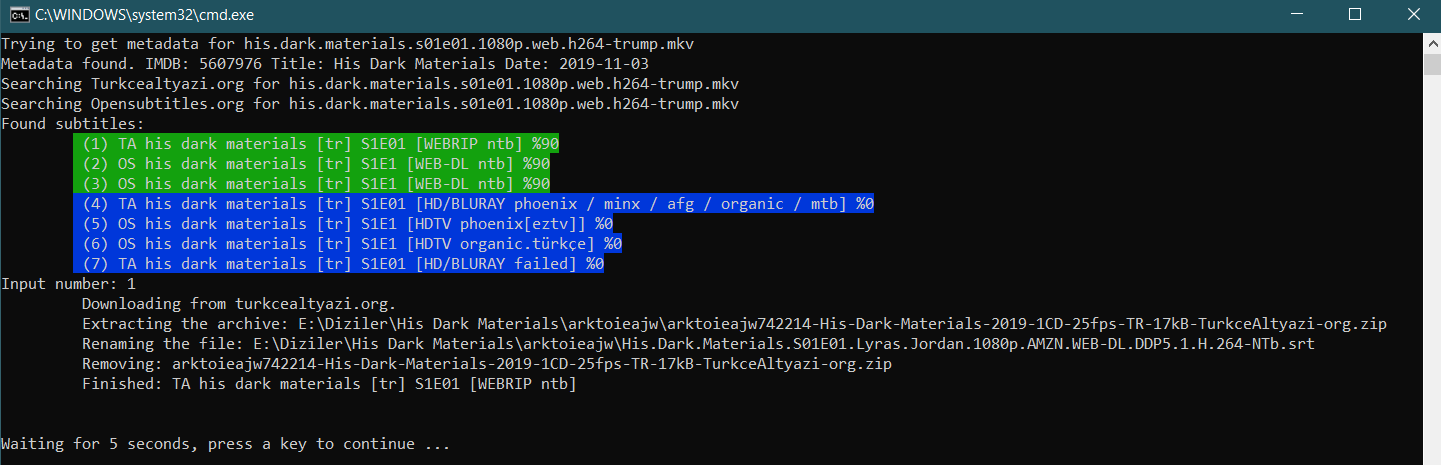 C:\WINDOWS\system32\cmd.exe
Trying to get metadata for his.dark.materials.s01e01.1080p.web.h264-trump.mkv
Metadata found. IMDB: 5607976 Title: His Dark Materials Date: 2019-11-03
Searching Turkcealtyazi.org for his.dark.materials.s01e01.1080p.web.h264-trump.mkv
Searching Opensubtitles.org for his.dark.materials.s01e01.1080p.web.h264-trump.mkv
Found subtitles:
(1) TA his dark materials [tr] S1E01 [WEBRIP ntb] %90
(2) OS his dark materials [tr] S1E1 [WEB-DL ntb] %90
(3) OS his dark materials [tr] S1E1 [WEB-DL ntb] %90
(4) TA his dark materials [tr] S1E01 [HD/BLURAY phoenix / minx / afg / organic / mtb] %0
(5) OS his dark materials [tr] S1E1 [HDTV phoenix[eztv]] %0
(6) OS his dark materials [tr] S1E1 [HDTV organic.türkçe] %0
(7) TA his dark materials [tr] S1E01 [HD/BLURAY failed] %0
Input number: 1
Downloading from turkcealtyazi.org.
Extracting the archive: E:\Diziler\His Dark Materials\arktoieajw\arktoieajw742214-His-Dark-Materials-2019-1CD-25fps-TR-17kB-TurkceAltyazi-org.zip
Renaming the file: E:\Diziler\His Dark Materials\arktoieajw\His.Dark.Materials.S01E01.Lyras.Jordan.1080p.AMZN.WEB-DL.DDP5.1.H.264-NTb.srt
Removing: arktoieajw742214-His-Dark-Materials-2019-1CD-25fps-TR-17kB-TurkceAltyazi-org.zip
Finished: TA his dark materials [tr] S1E01 [WEBRIP ntb]
Waiting for 5 seconds, press a key to continue ...